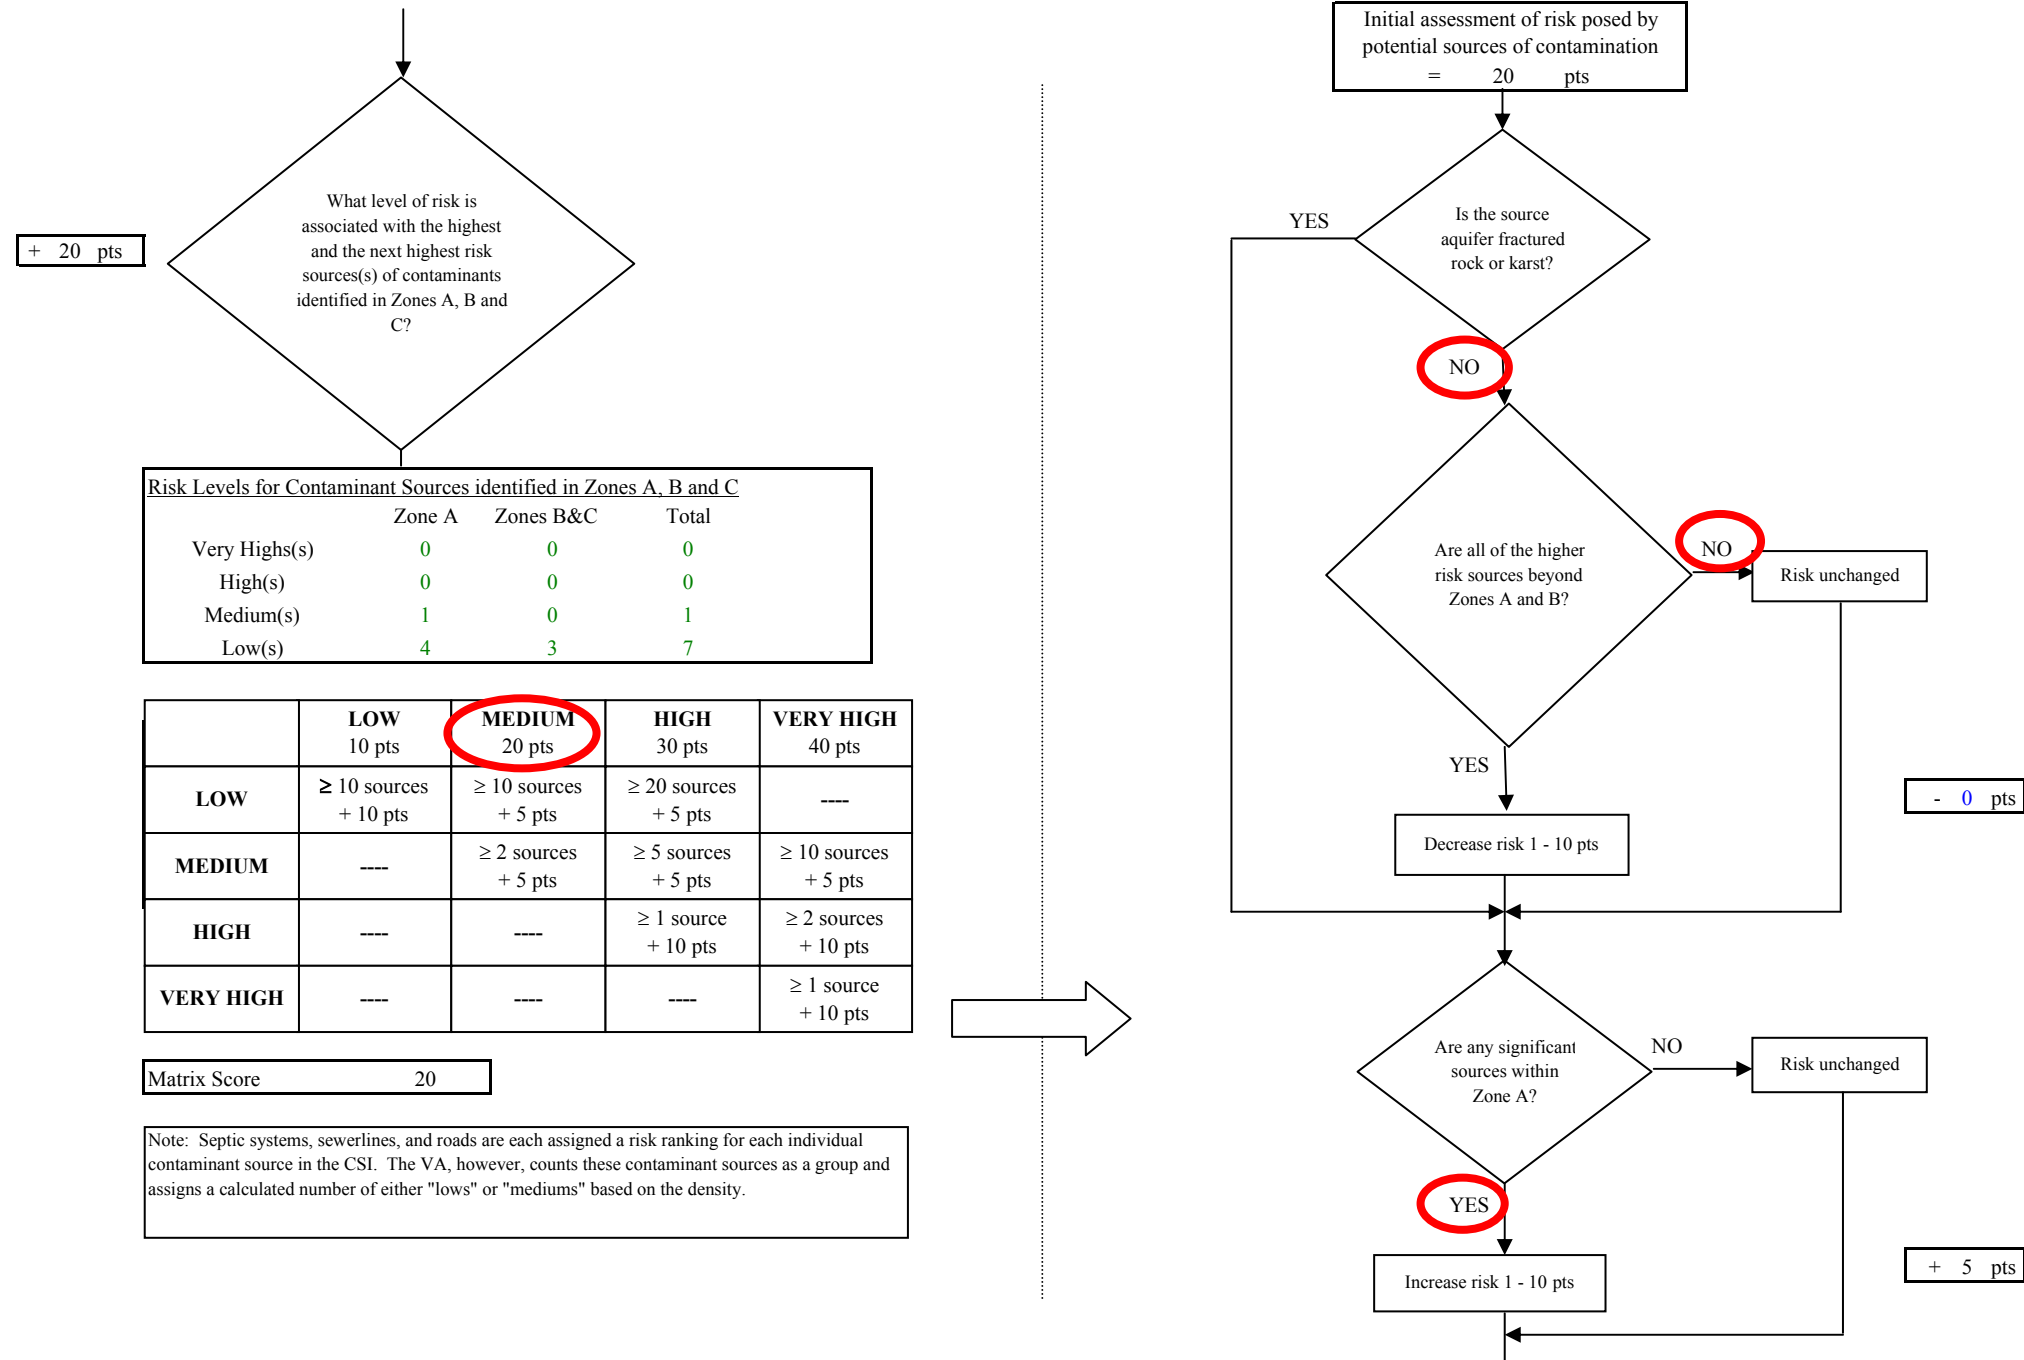 + 20 pts
What level of risk is
associated with the highest
and the next highest risk
sources(s) of contaminants
identified in Zones A, B and
C?
Risk Levels for Contaminant Sources identified in Zones A, B and C
Zone A Zones B&C Total
Very Highs(s) 0 0 0
High(s) 0 0 0
Medium(s) 1 0 1
Low(s) 4 3 7
LOW MEDIUM HIGH VERY HIGH
10 pts 20 pts 30 pts 40 pts
LOW ≥ 10 sources ≥ 10 sources ≥ 20 sources ----
+ 10 pts + 5 pts + 5 pts
MEDIUM ---- ≥ 2 sources ≥ 5 sources ≥ 10 sources
+ 5 pts + 5 pts + 5 pts
HIGH ---- ---- ≥ 1 source ≥ 2 sources
+ 10 pts + 10 pts
VERY HIGH ---- ---- ---- ≥ 1 source
+ 10 pts
Matrix Score 20
Note: Septic systems, sewerlines, and roads are each assigned a risk ranking for each individual
contaminant source in the CSI. The VA, however, counts these contaminant sources as a group and
assigns a calculated number of either "lows" or "mediums" based on the density.
Initial assessment of risk posed by
potential sources of contamination
= 20 pts
Is the source
aquifer fractured
rock or karst?
YES
NO
Are all of the higher
risk sources beyond
Zones A and B?
NO
Risk unchanged
YES
Decrease risk 1 - 10 pts
- 0 pts
Are any significant
sources within
Zone A?
NO
Risk unchanged
YES
Increase risk 1 - 10 pts
+ 5 pts